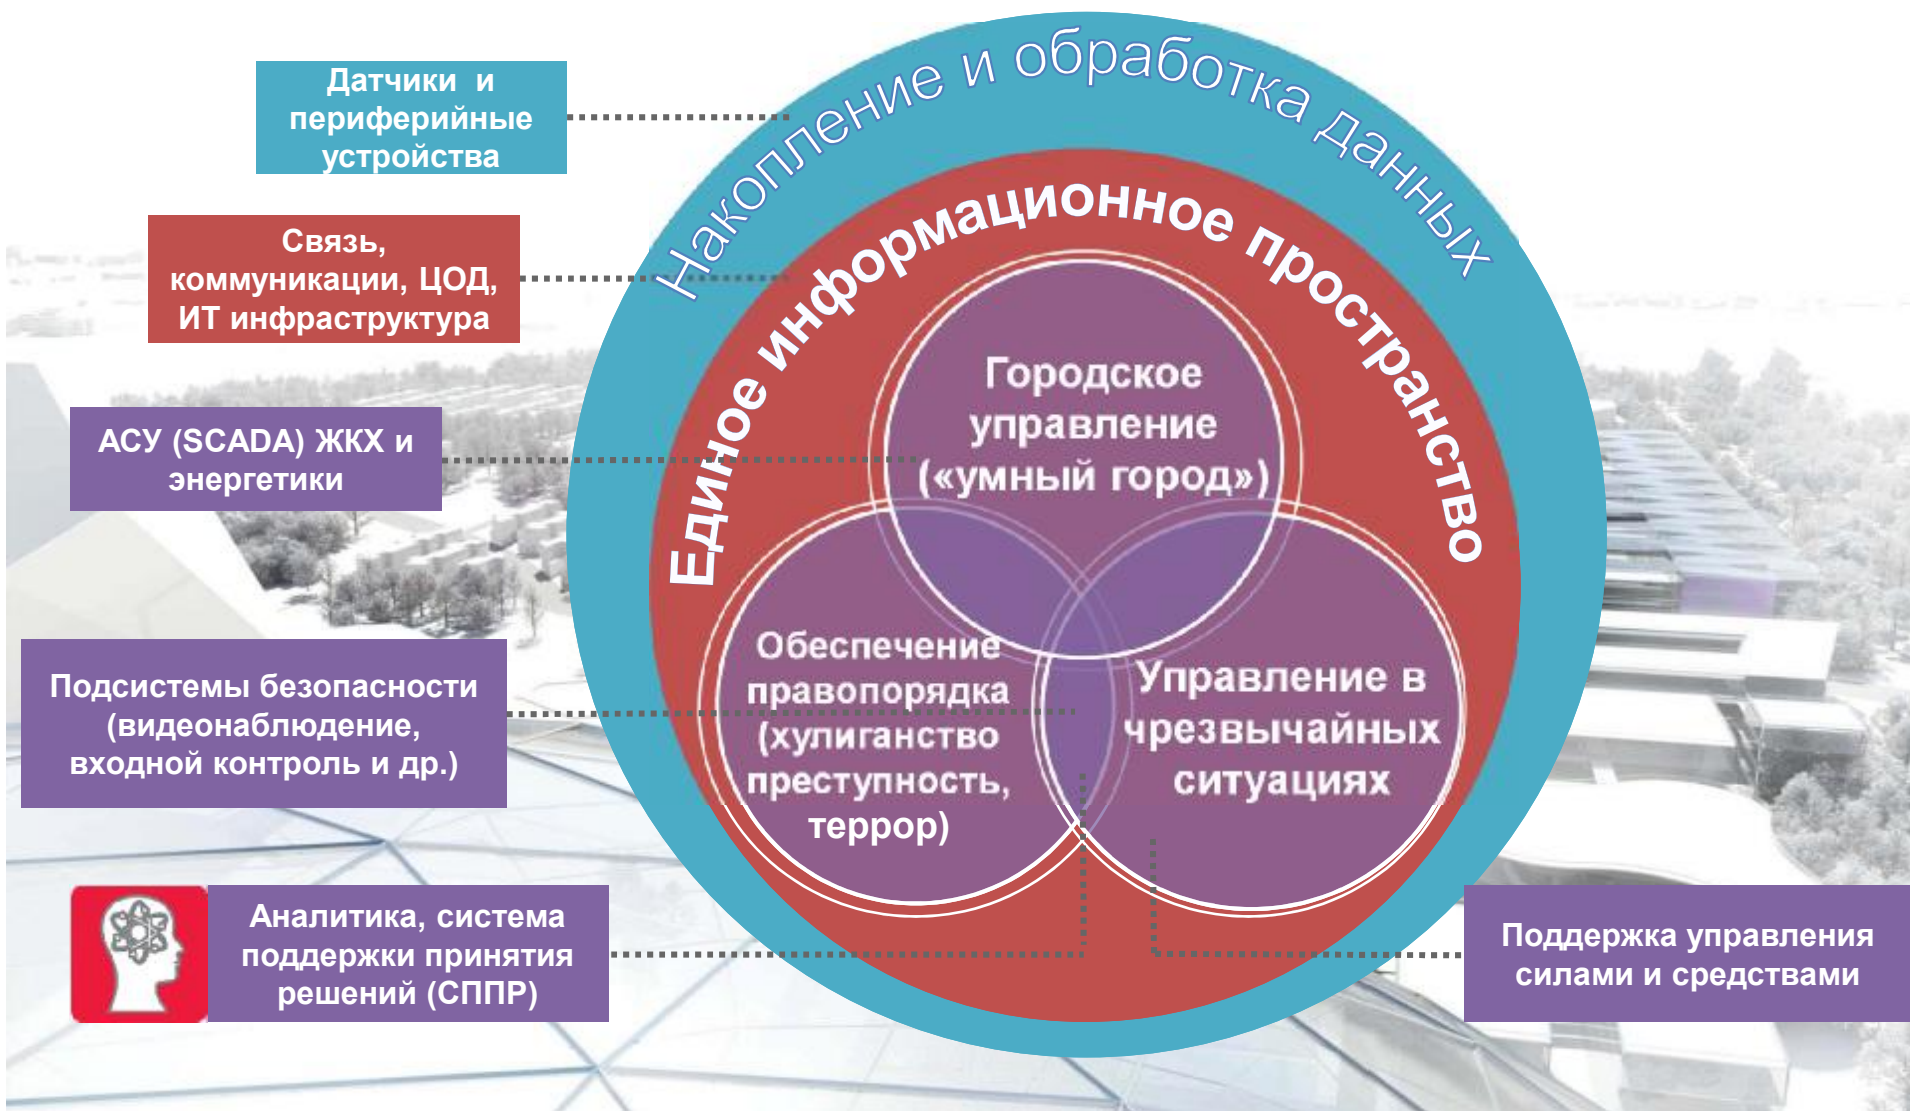 Накопление и обработка данных
Датчики и
периферийные
устройства
Единое информационное пространство
Связь,
коммуникации, ЦОД,
ИТ инфраструктура
Городское
управление
(«умный город»)
АСУ (SCADA) ЖКХ и
энергетики
Обеспечение
правопорядка
(хулиганство
преступность,
террор)
Управление в
чрезвычайных
ситуациях
Подсистемы безопасности
(видеонаблюдение,
входной контроль и др.)
Аналитика, система
поддержки принятия
решений (СППР)
Поддержка управления
силами и средствами